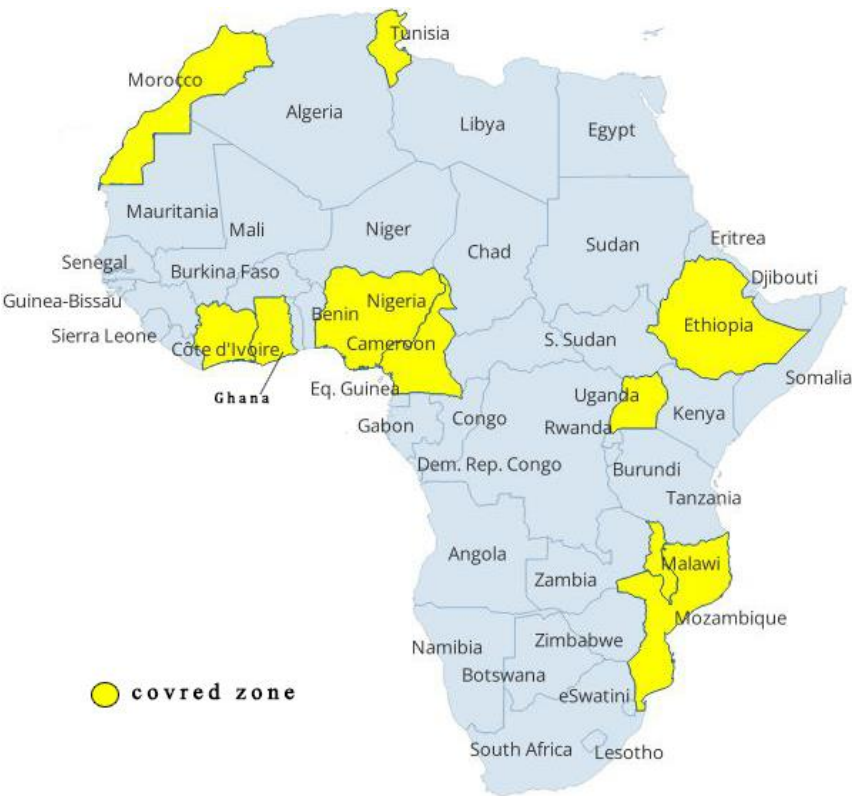 Tunisia
Morocco
Algeria
Libya
Egypt
Mauritania
Mali
Niger
Chad
Sudan
Eritrea
Senegal
Burkina Faso
Djibouti
Guinea-Bissau
Benin
Nigeria
Ethiopia
Sierra Leone
Côte d'Ivoire
Cameroon
S. Sudan
Somalia
Ghana
Eq. Guinea
Uganda
Gabon
Congo
Rwanda
Kenya
Dem. Rep. Congo
Burundi
Tanzania
Angola
Malawi
Zambia
Mozambique
Namibia
Zimbabwe
Botswana
eSwatini
covred zone
South Africa
Lesotho